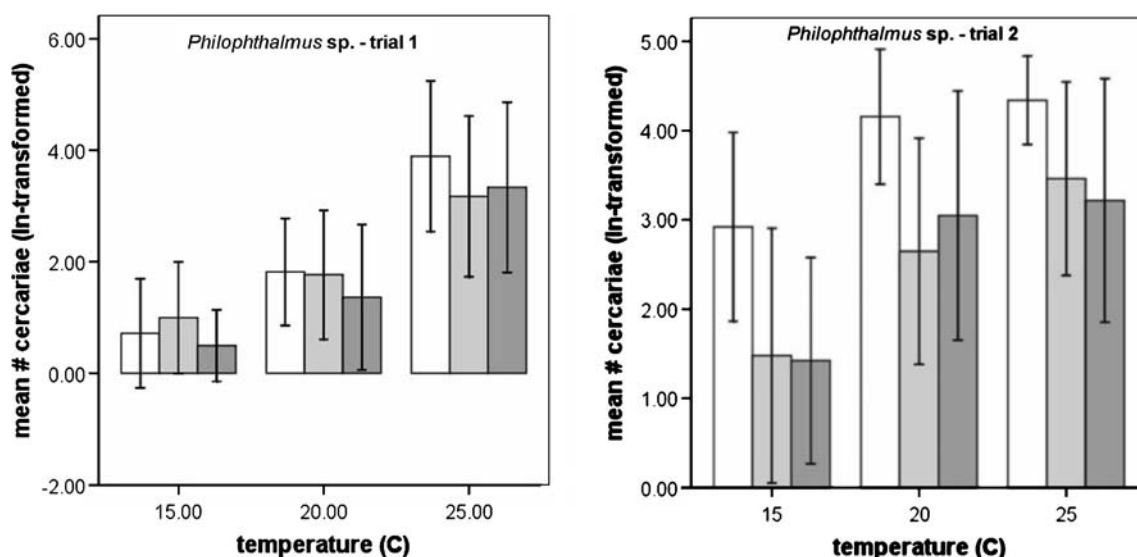 Philophthalmus sp. - trial 1
mean # cercariae (ln-transformed)
6.00
4.00
2.00
0.00
-2.00
15.00 20.00 25.00
temperature (C)
Philophthalmus sp. - trial 2
mean # cercariae (ln-transformed)
5.00
4.00
3.00
2.00
1.00
0.00
15 20 25
temperature (C)